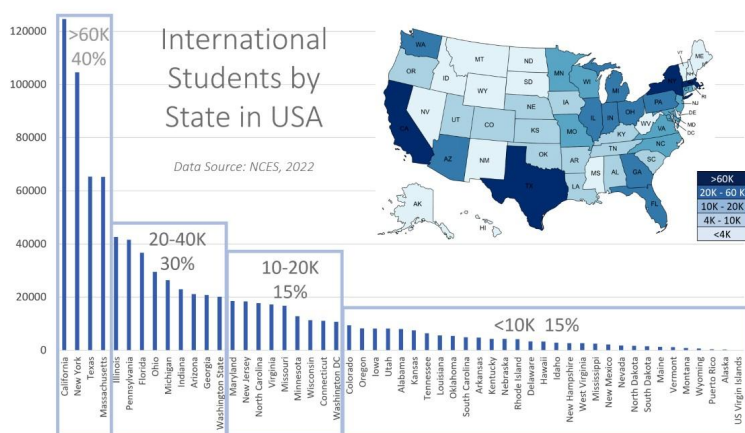 International
Students by
State in USA
Data Source: NCES, 2022
>60K
40%
20-40K
30%
10-20K
15%
<10K 15%
120000
100000
80000
60000
40000
20000
0
California
New York
Texas
Massachusetts
Illinois
Pennsylvania
Florida
Ohio
Michigan
Indiana
Arizona
Georgia
Washington State
Maryland
New Jersey
North Carolina
Virginia
Missouri
Minnesota
Wisconsin
Connecticut
Washington DC
Colorado
Oregon
Iowa
Utah
Alabama
Kansas
Tennessee
Louisiana
Oklahoma
South Carolina
Arkansas
Kentucky
Nebraska
Rhode Island
Delaware
Hawaii
Idaho
New Hampshire
West Virginia
Mississippi
New Mexico
Nevada
North Dakota
South Dakota
Maine
Vermont
Montana
Wyoming
Puerto Rico
Alaska
US Virgin Islands
WA
MT
ND
MN
VT
ME
OR
ID
SD
WI
MI
NH
WY
RI
NV
NE
IA
PA
NJ
UT
CO
IL
IN
OH
DE
MD
DC
CA
KS
MO
KY
WV
VA
NC
TN
AZ
NM
OK
AR
SC
MS
AL
GA
TX
LA
FL
AK
HI
>60K
20K - 60 K
10K - 20K
4K - 10K
<4K